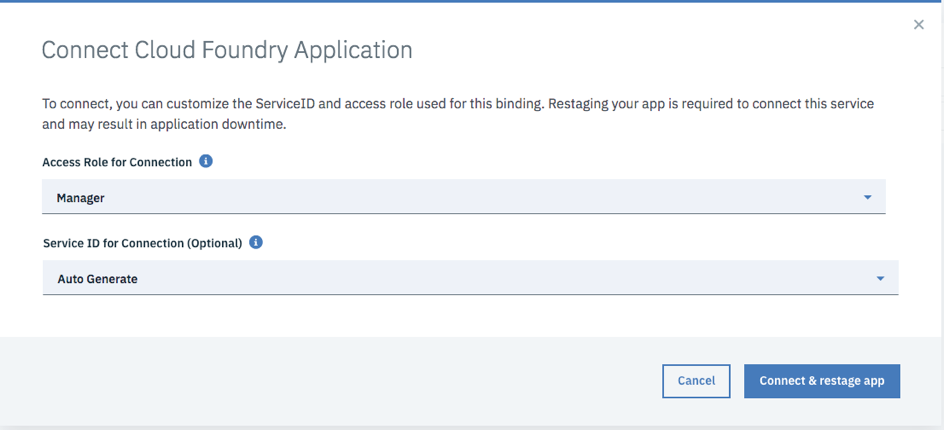 Connect Cloud Foundry Application
To connect, you can customize the ServiceID and access role used for this binding. Restaging your app is required to connect this service
and may result in application downtime.
Access Role for Connection
Manager
Service ID for Connection (Optional)
Auto Generate
Cancel
Connect & restage app